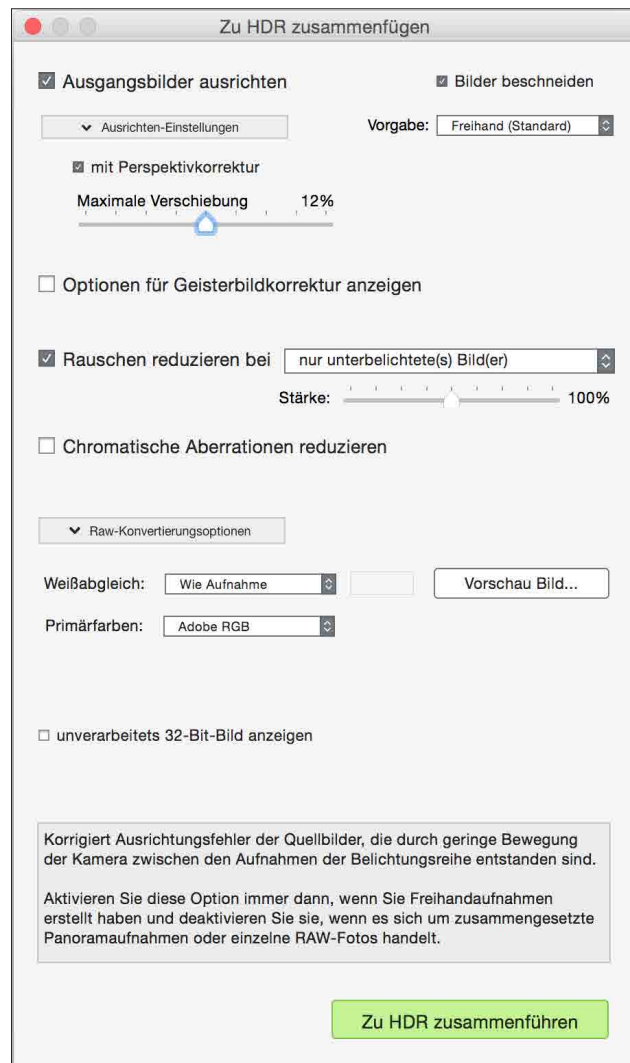 Zu HDR zusammenfügen
Ausgangsbilder ausrichten
Bilder beschneiden
Ausrichten-Einstellungen
Vorgabe: Freihand (Standard)
mit Perspektivkorrektur
Maximale Verschiebung 12%
Optionen für Geisterbildkorrektur anzeigen
Rauschen reduzieren bei nur unterbelichtete(s) Bild(er)
Stärke: 100%
Chromatische Aberrationen reduzieren
Raw-Konvertierungsoptionen
Weißabgleich: Wie Aufnahme Vorschau Bild...
Primärfarben: Adobe RGB
unverarbeitets 32-Bit-Bild anzeigen
Korrigiert Ausrichtungsfehler der Quellbilder, die durch geringe Bewegung
der Kamera zwischen den Aufnahmen der Belichtungsreihe entstanden sind.
Aktivieren Sie diese Option immer dann, wenn Sie Freihandaufnahmen
erstellt haben und deaktivieren Sie sie, wenn es sich um zusammengesetzte
Panoramaufnahmen oder einzelne RAW-Fotos handelt.
Zu HDR zusammenführen